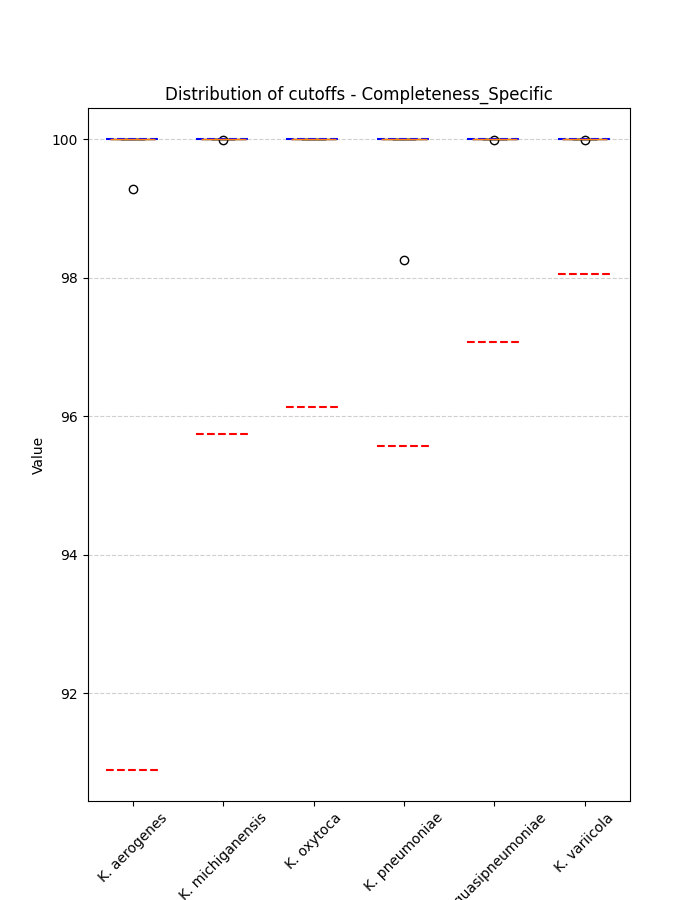 Distribution of cutoffs - Completeness_Specific
100
98
96
94
92
Value
K. aerogenes
K. michiganensis
K. oxytoca
K. pneumoniae
K. variicola